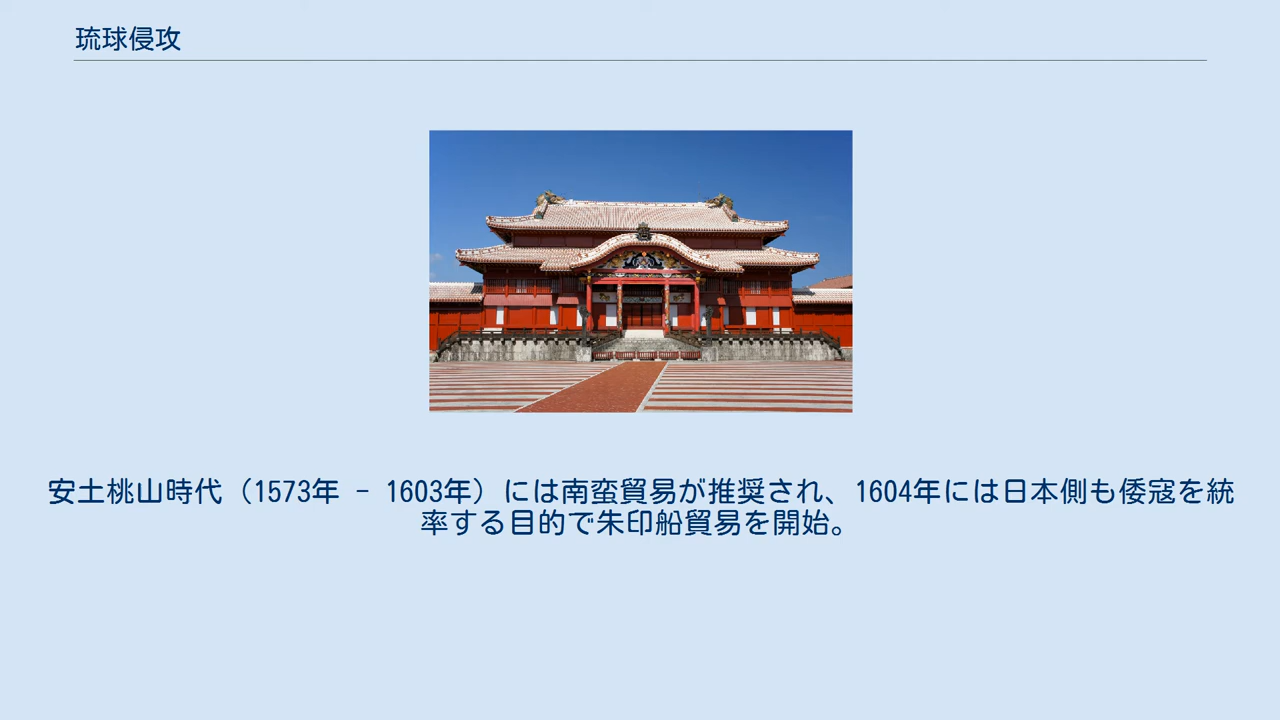 琉球侵攻
安土桃山時代（1573年 - 1603年）には南蛮貿易が推奨され、1604年には日本側も倭寇を統
率する目的で朱印船貿易を開始。